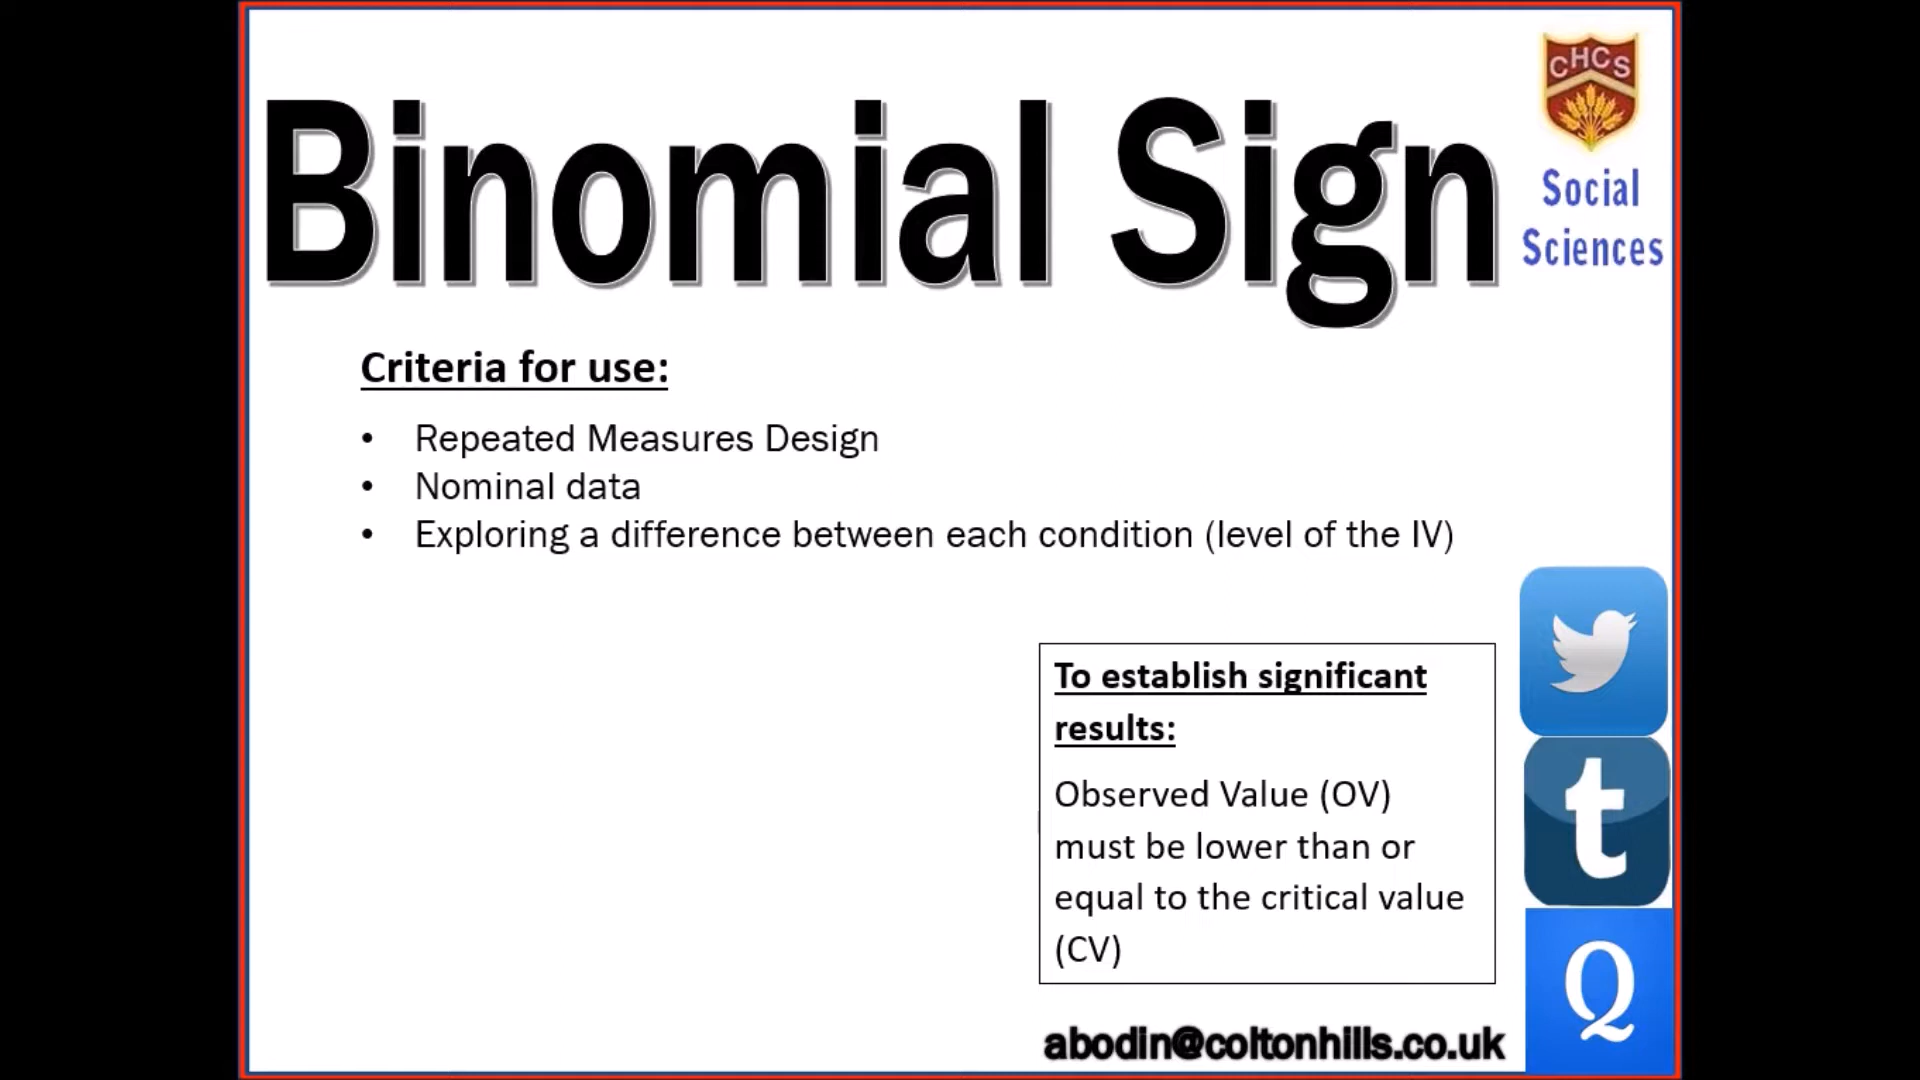 CHCS
Binomial Sign
Social
Sciences
Criteria for use:
• Repeated Measures Design
• Nominal data
• Exploring a difference between each condition (level of the IV)
To establish significant
results:
Observed Value (OV)
must be lower than or
equal to the critical value
(CV)
t
Q
abodin@coltonhills.co.uk